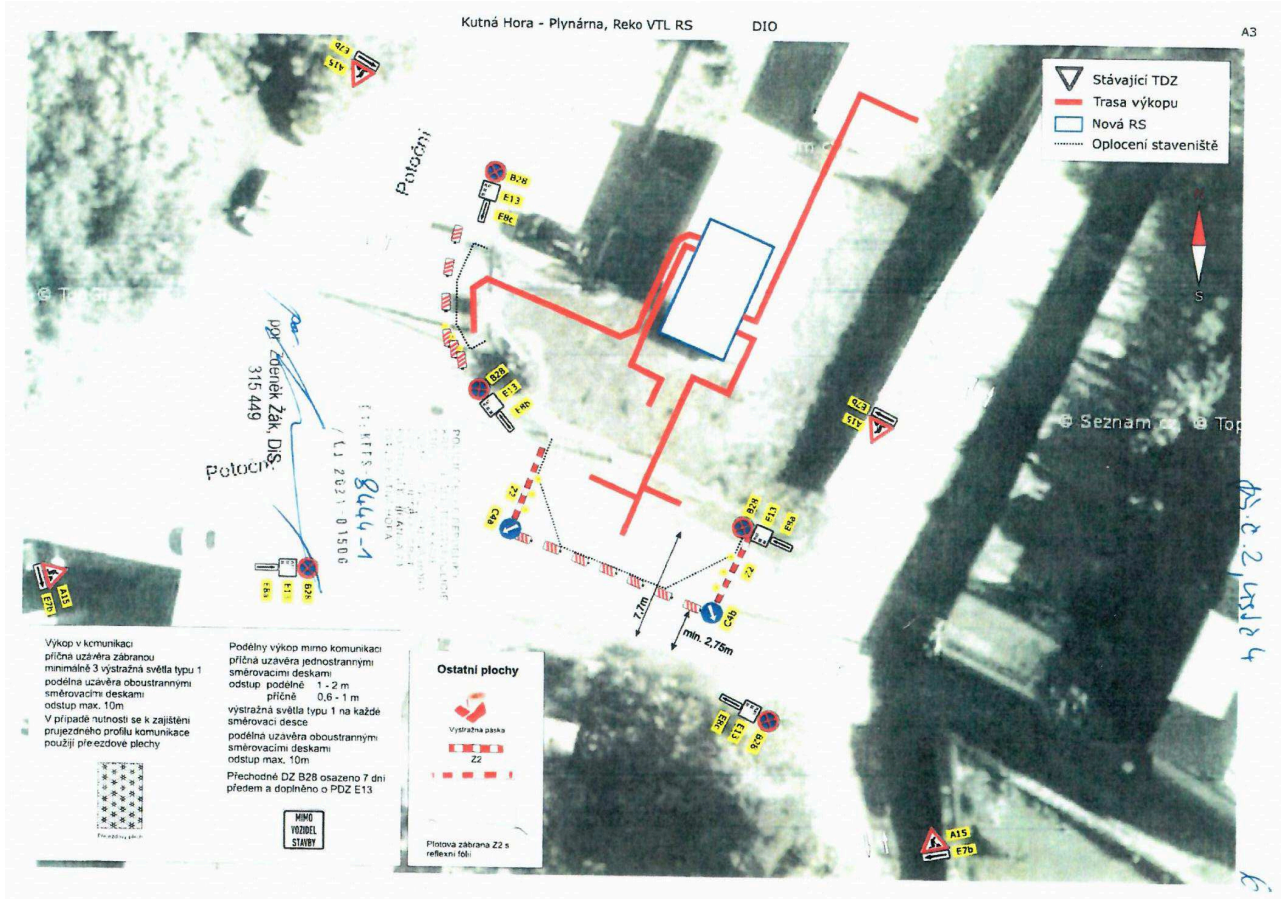 Kutná Hora - Plynárna, Reko VTL RS DIO
A3
Stávající TDZ
Trasa výkopu
Nová RS
Oplocení staveniště
E7b
A15
Potoční
B28
E13
E8c
S
B28
E13
E8b
E7b
A15
© Seznam cz, © Top
por. Zdeněk Žák, DiS.
315 449
8444-1
Potoční
Z2
C4a
B28
E13
E8a
Z2
C4b
7,7m
min. 2,75m
A15
E7b
E8a
E13
B28
E8c
E13
B28
A15
E7b
Výkop v komunikaci
příčná uzávěra zábranou
minimálně 3 výstražná světla typu 1
podélná uzávěra oboustrannými
směrovacími deskami
odstup max. 10m
V případě nutnosti se k zajištění
prujezdného profilu komunikace
použijí přejezdové plechy
Podélny výkop mimo komunikaci
příčná uzávěra jednostrannými
směrovacími deskami
odstup podélně 1 - 2 m
příčně 0,6 - 1 m
výstražná světla typu 1 na každé
směrovací desce
podélná uzávěra oboustrannými
směrovacími deskami
odstup max. 10m
Přechodné DZ B28 osazeno 7 dní
předem a doplněno o PDZ E13
MIMO
VOZIDEL
STAVBY
Ostatní plochy
Výstražná páska
Z2
Plotová zábrana Z2 s
reflexní fólií